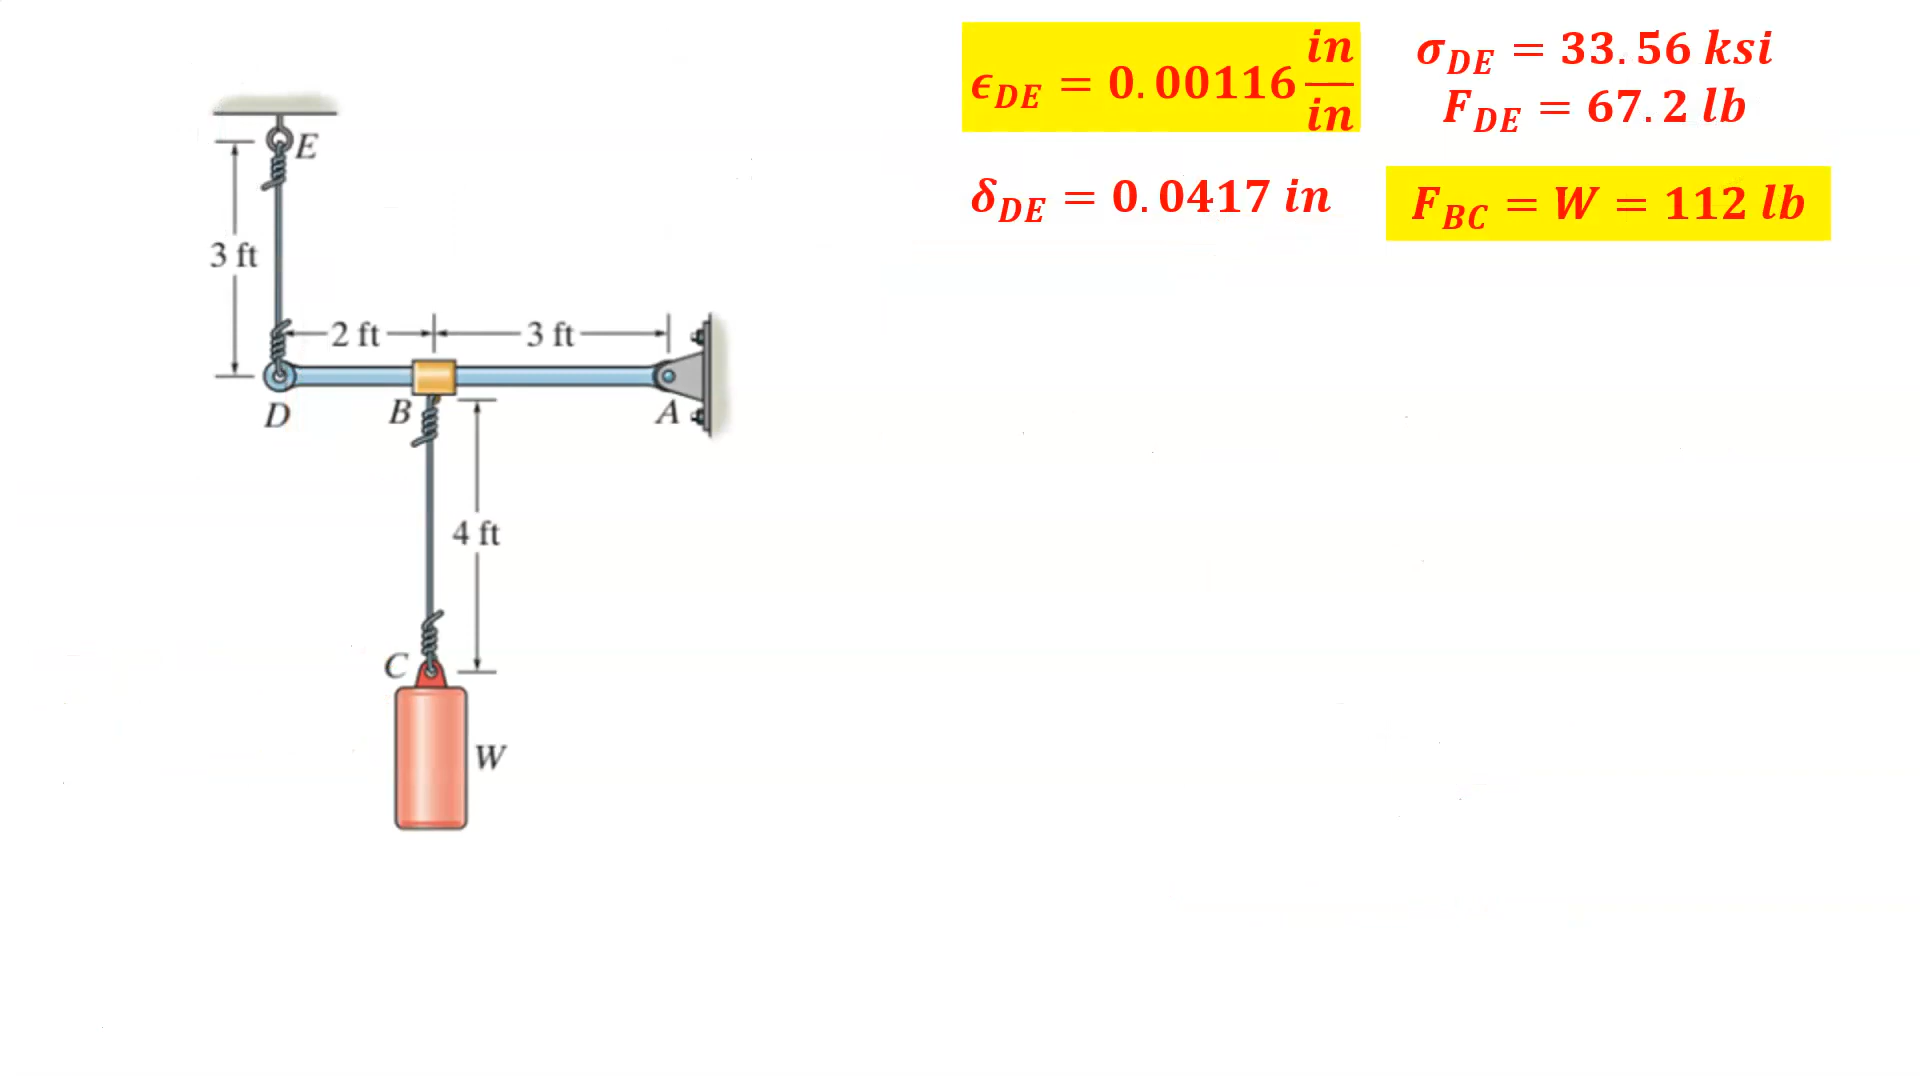 ϵ_DE = 0.00116 in/in
σ_DE = 33.56 ksi
F_DE = 67.2 lb
δ_DE = 0.0417 in
F_BC = W = 112 lb
E
3 ft
2 ft
3 ft
D
B
A
4 ft
C
W